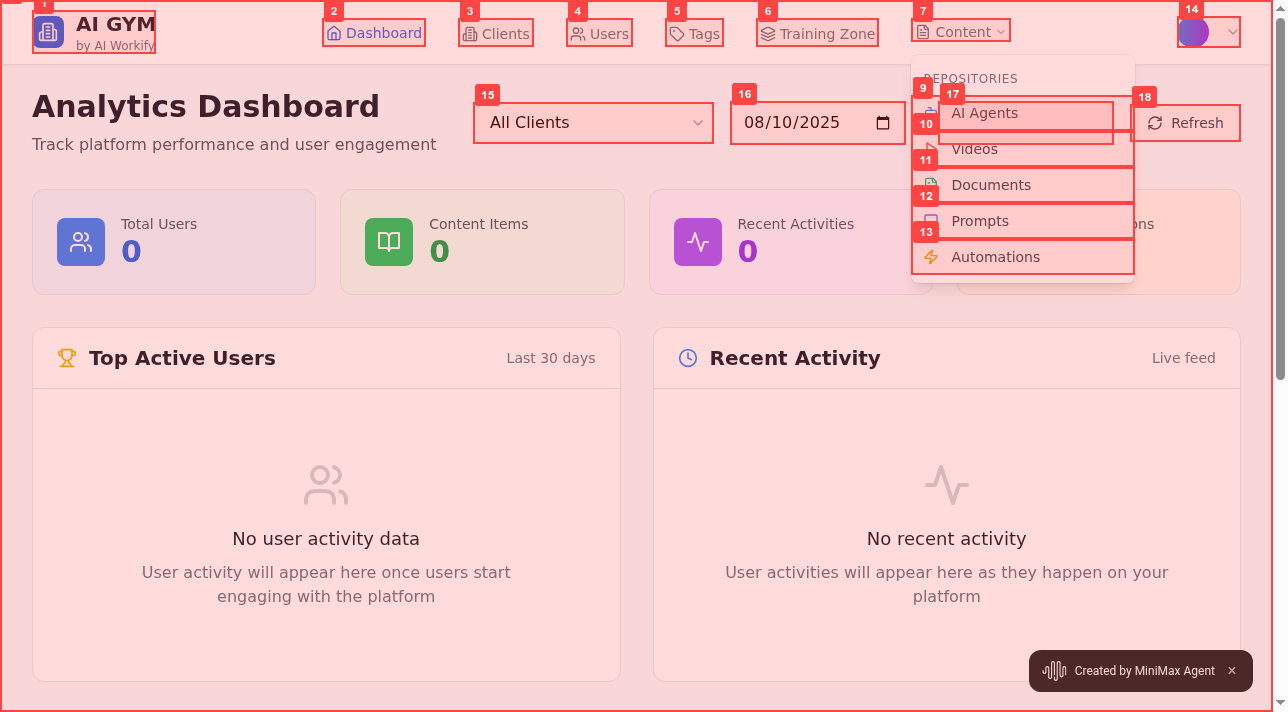 AI GYM
by AI Workify
1
2
Dashboard
3
Clients
4
Users
5
Tags
6
Training Zone
7
Content
14
REPOSITORIES
9
17
AI Agents
10
Videos
11
Documents
12
Prompts
13
Automations
Analytics Dashboard
Track platform performance and user engagement
15
All Clients
16
08/10/2025
18
Refresh
Total Users
0
Content Items
0
Recent Activities
0
Top Active Users
Last 30 days
No user activity data
User activity will appear here once users start
engaging with the platform
Recent Activity
Live feed
No recent activity
User activities will appear here as they happen on your
platform
Created by MiniMax Agent ×